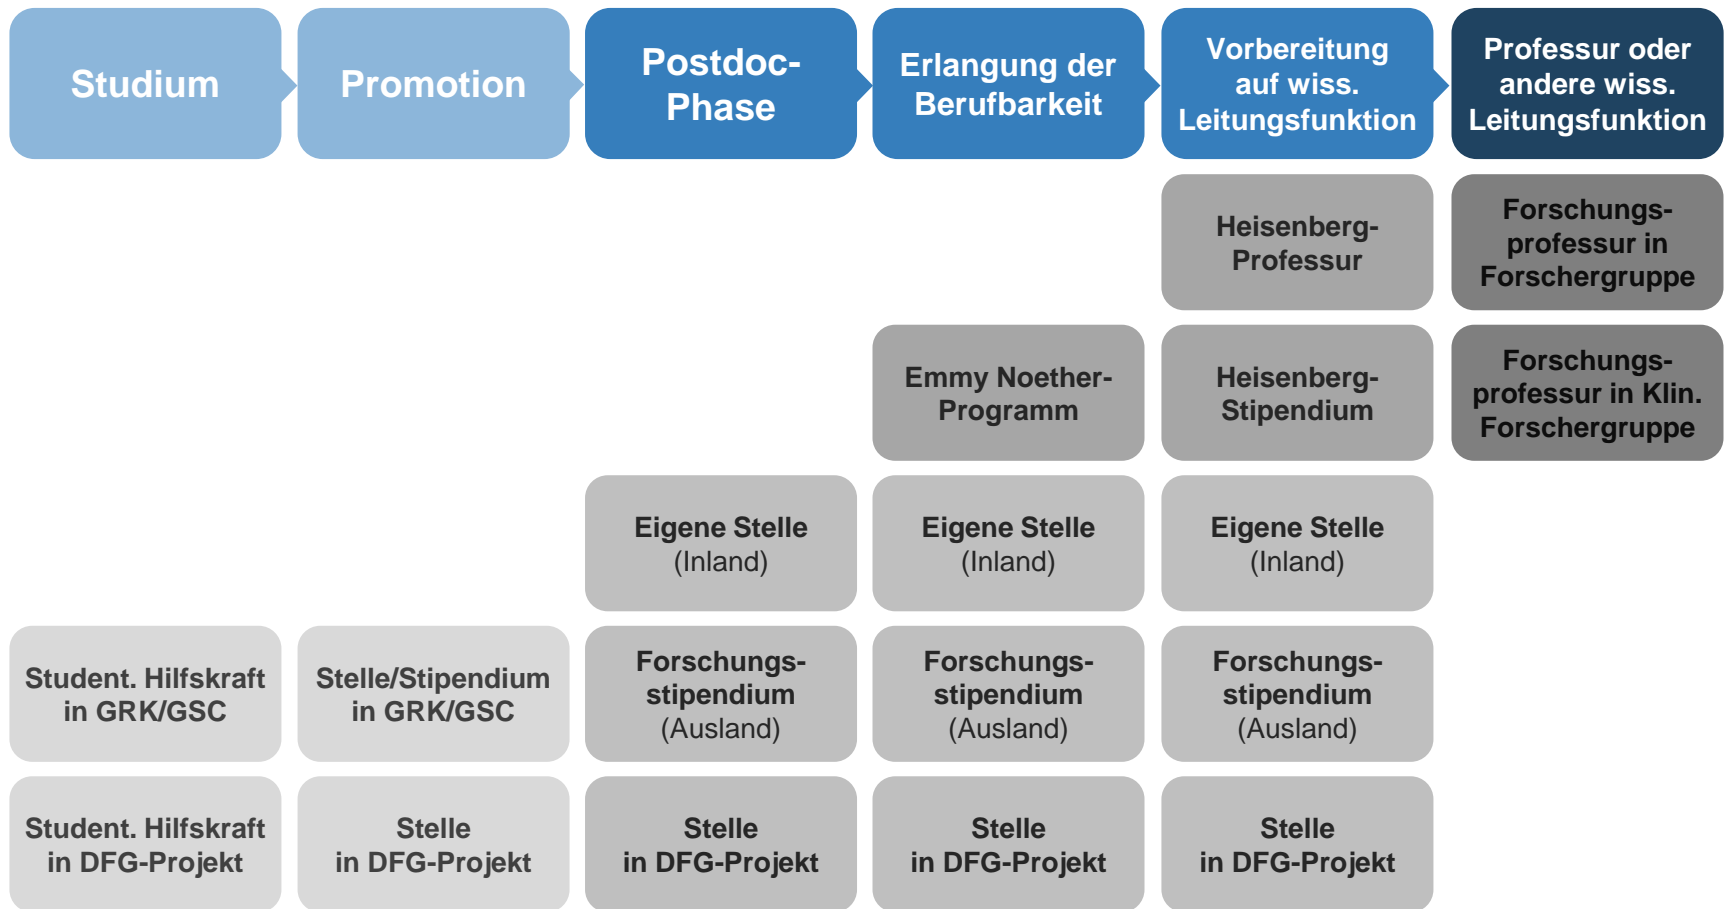 Studium
Promotion
Postdoc-
Phase
Erlangung der
Berufbarkeit
Vorbereitung
auf wiss.
Leitungsfunktion
Professur oder
andere wiss.
Leitungsfunktion
Heisenberg-
Professur
Forschungs-
professur in
Forschergruppe
Emmy Noether-
Programm
Heisenberg-
Stipendium
Forschungs-
professur in Klin.
Forschergruppe
Eigene Stelle
(Inland)
Eigene Stelle
(Inland)
Eigene Stelle
(Inland)
Student. Hilfskraft
in GRK/GSC
Stelle/Stipendium
in GRK/GSC
Forschungs-
stipendium
(Ausland)
Forschungs-
stipendium
(Ausland)
Forschungs-
stipendium
(Ausland)
Student. Hilfskraft
in DFG-Projekt
Stelle
in DFG-Projekt
Stelle
in DFG-Projekt
Stelle
in DFG-Projekt
Stelle
in DFG-Projekt